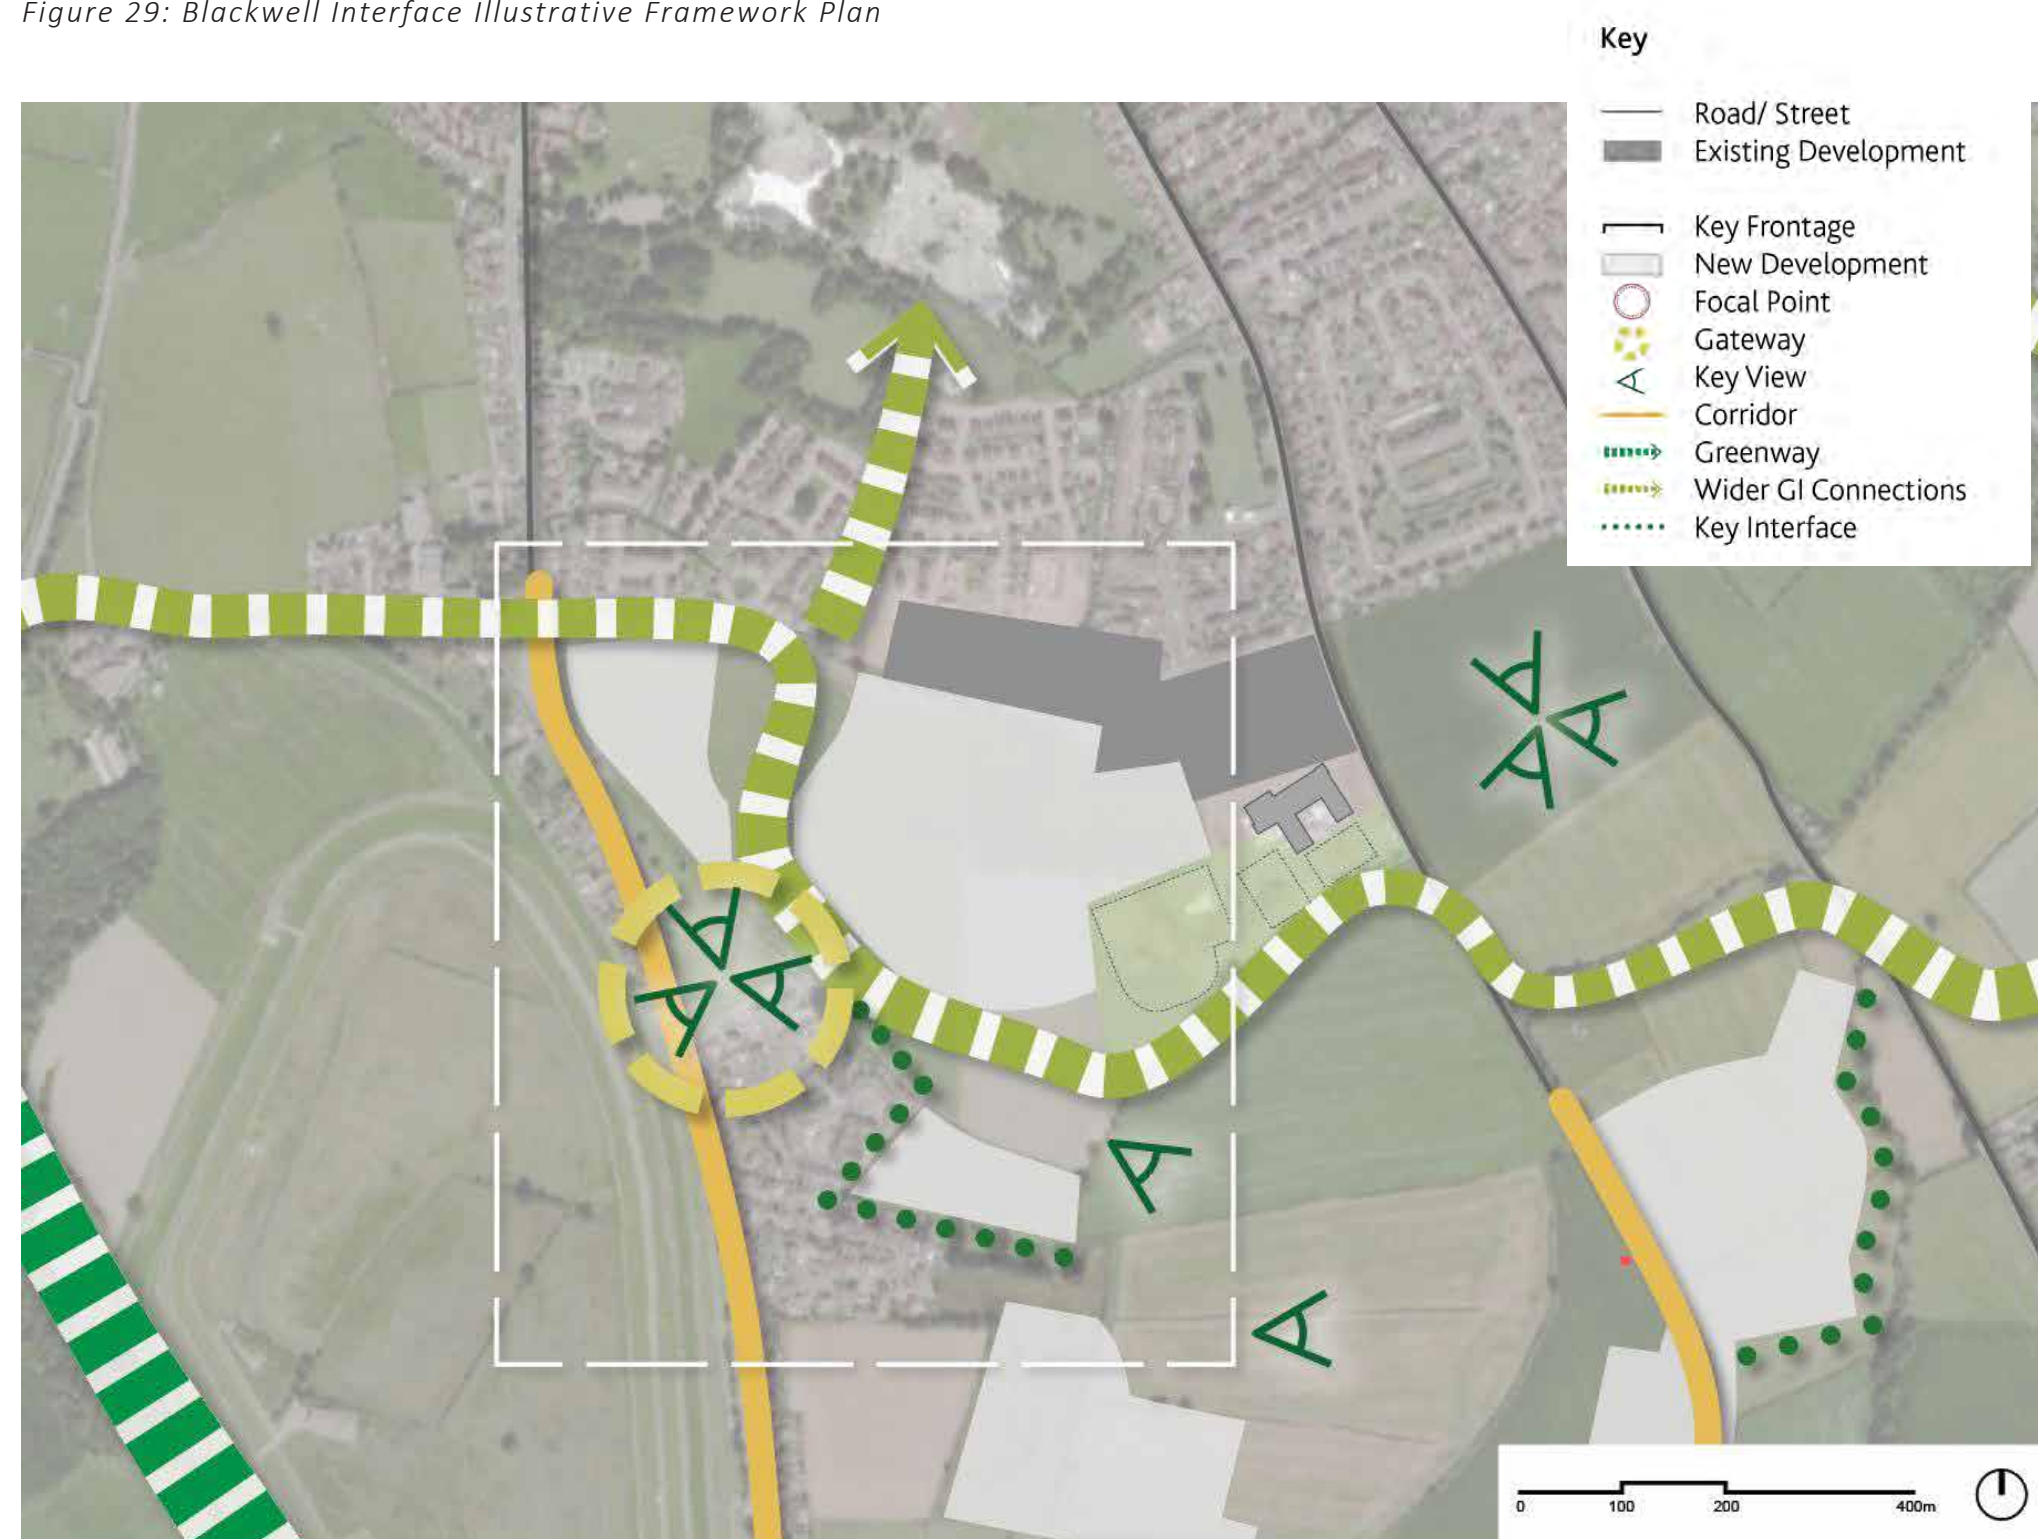 Figure 29: Blackwell Interface Illustrative Framework Plan
Key
Road/ Street
Existing Development
Key Frontage
New Development
Focal Point
Gateway
Key View
Corridor
Greenway
Wider GI Connections
Key Interface
0 100 200 400m